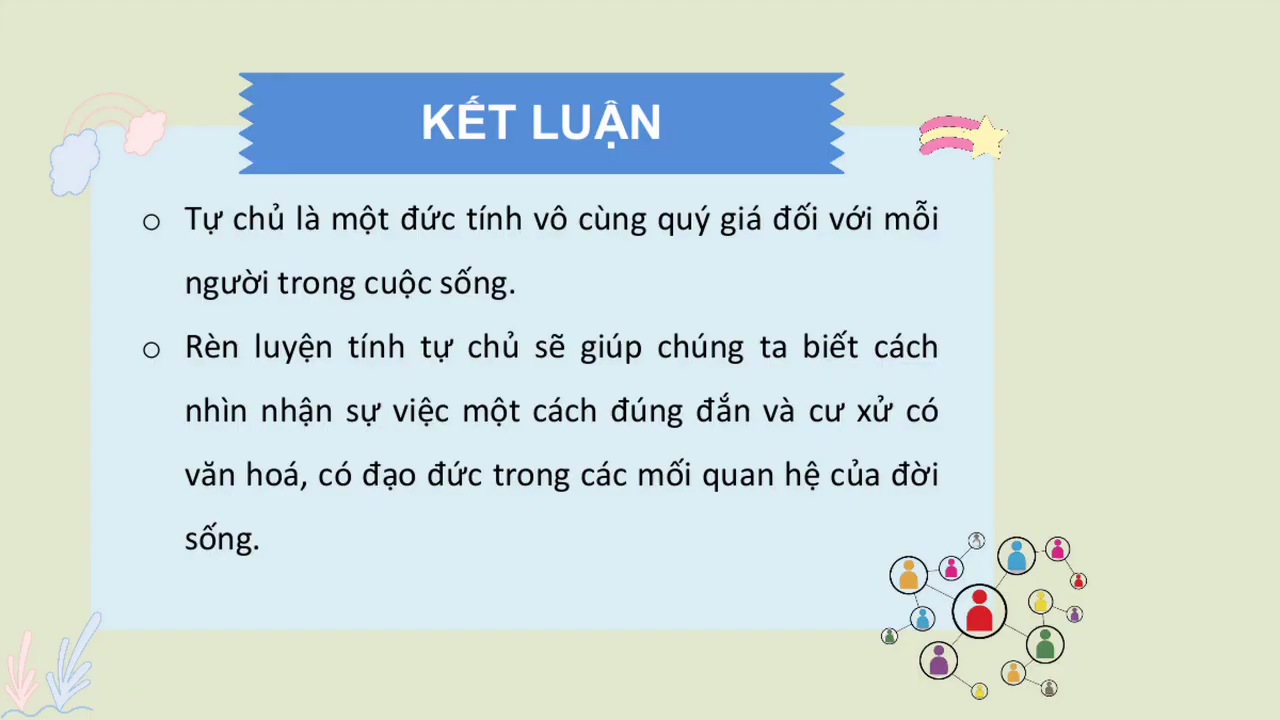 KẾT LUẬN
o Tự chủ là một đức tính vô cùng quý giá đối với mỗi
người trong cuộc sống.
o Rèn luyện tính tự chủ sẽ giúp chúng ta biết cách
nhìn nhận sự việc một cách đúng đắn và cư xử có
văn hoá, có đạo đức trong các mối quan hệ của đời
sống.